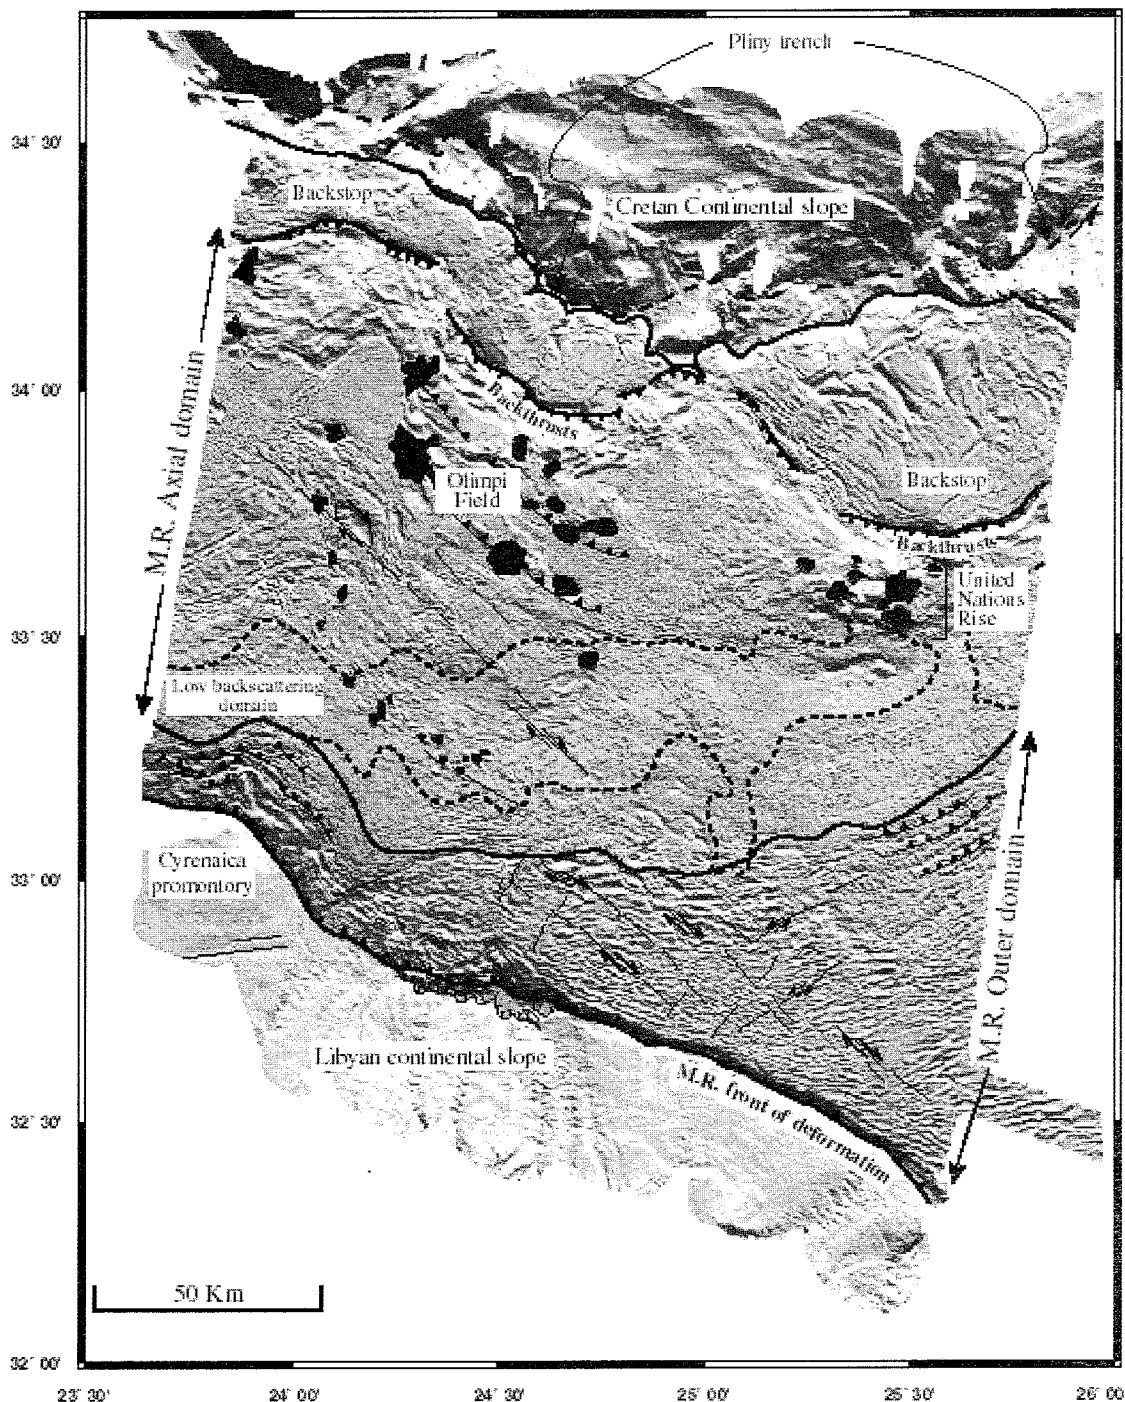 Pliny trench
34° 30'
Backstop
Cretan Continental slope
M.R. Axial domain
34° 00'
Backthrusts
Olimpi
Field
Backstop
Backthrusts
United
Nations
Rise
33° 30'
Low backscattering
domain
Cyrenaica
promontory
33° 00'
M.R. Outer domain
Libyan continental slope
M.R. front of deformation
32° 30'
50 Km
32° 00'
23° 30'
24° 00'
24° 30'
25° 00'
25° 30'
26° 00'